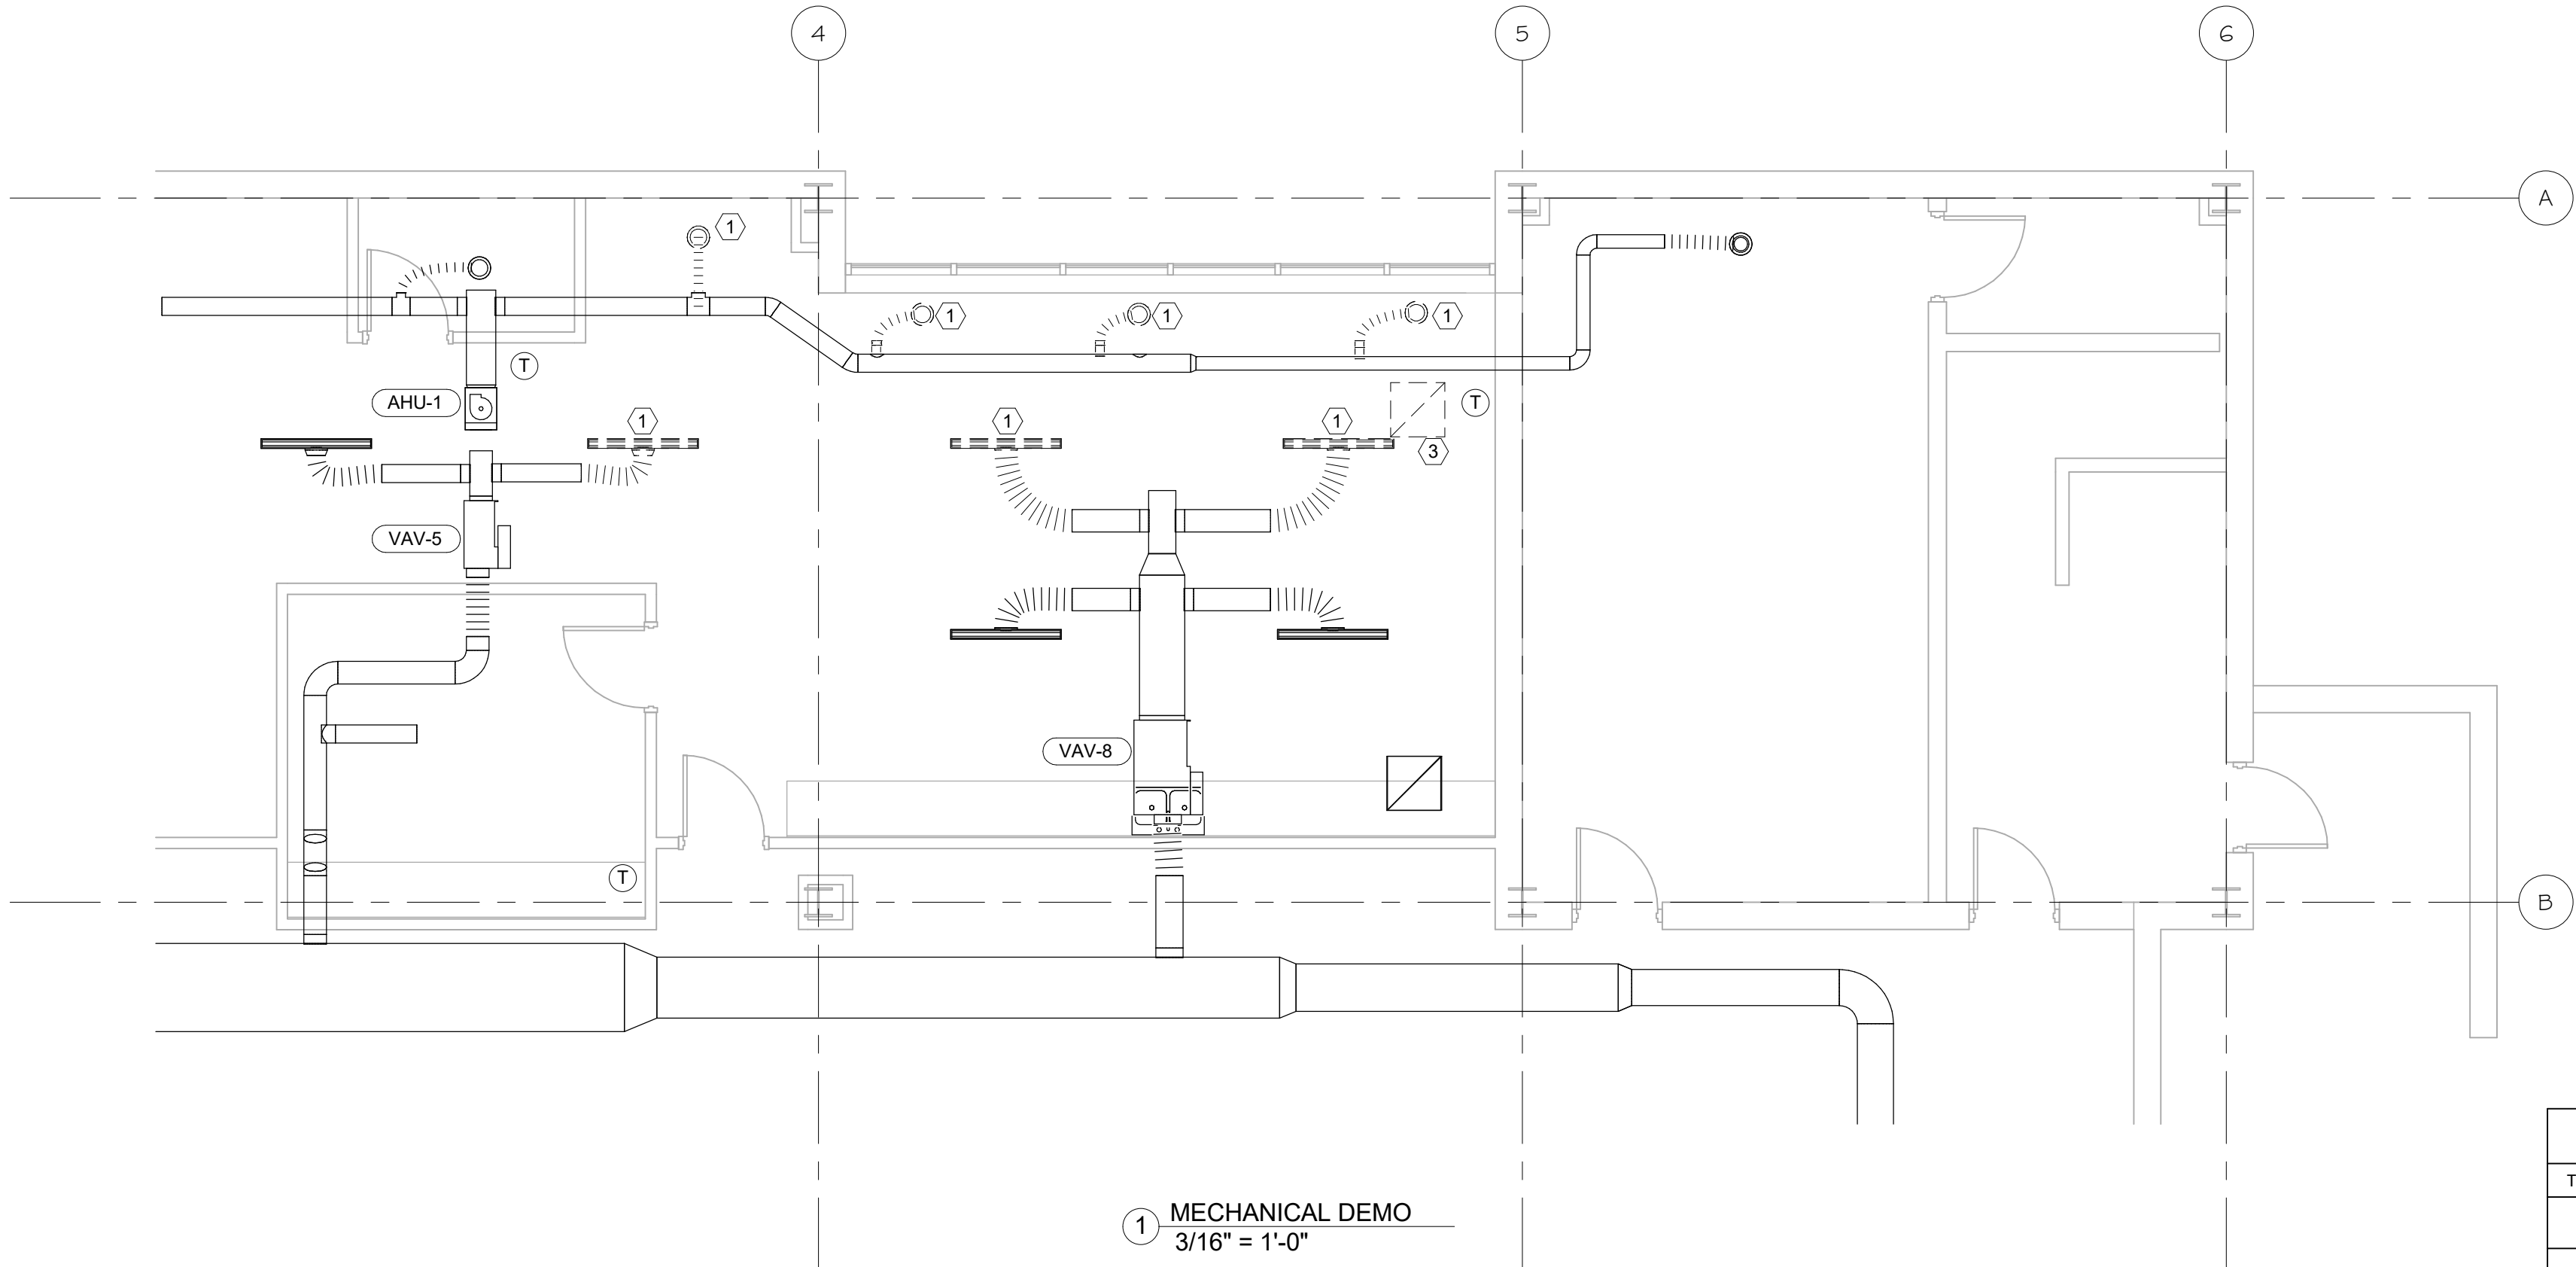 4
5
6
A
1
1
1
1
T
AHU-1
T
1
1
1
3
VAV-5
VAV-8
T
B
T
1
MECHANICAL DEMO
3/16" = 1'-0"